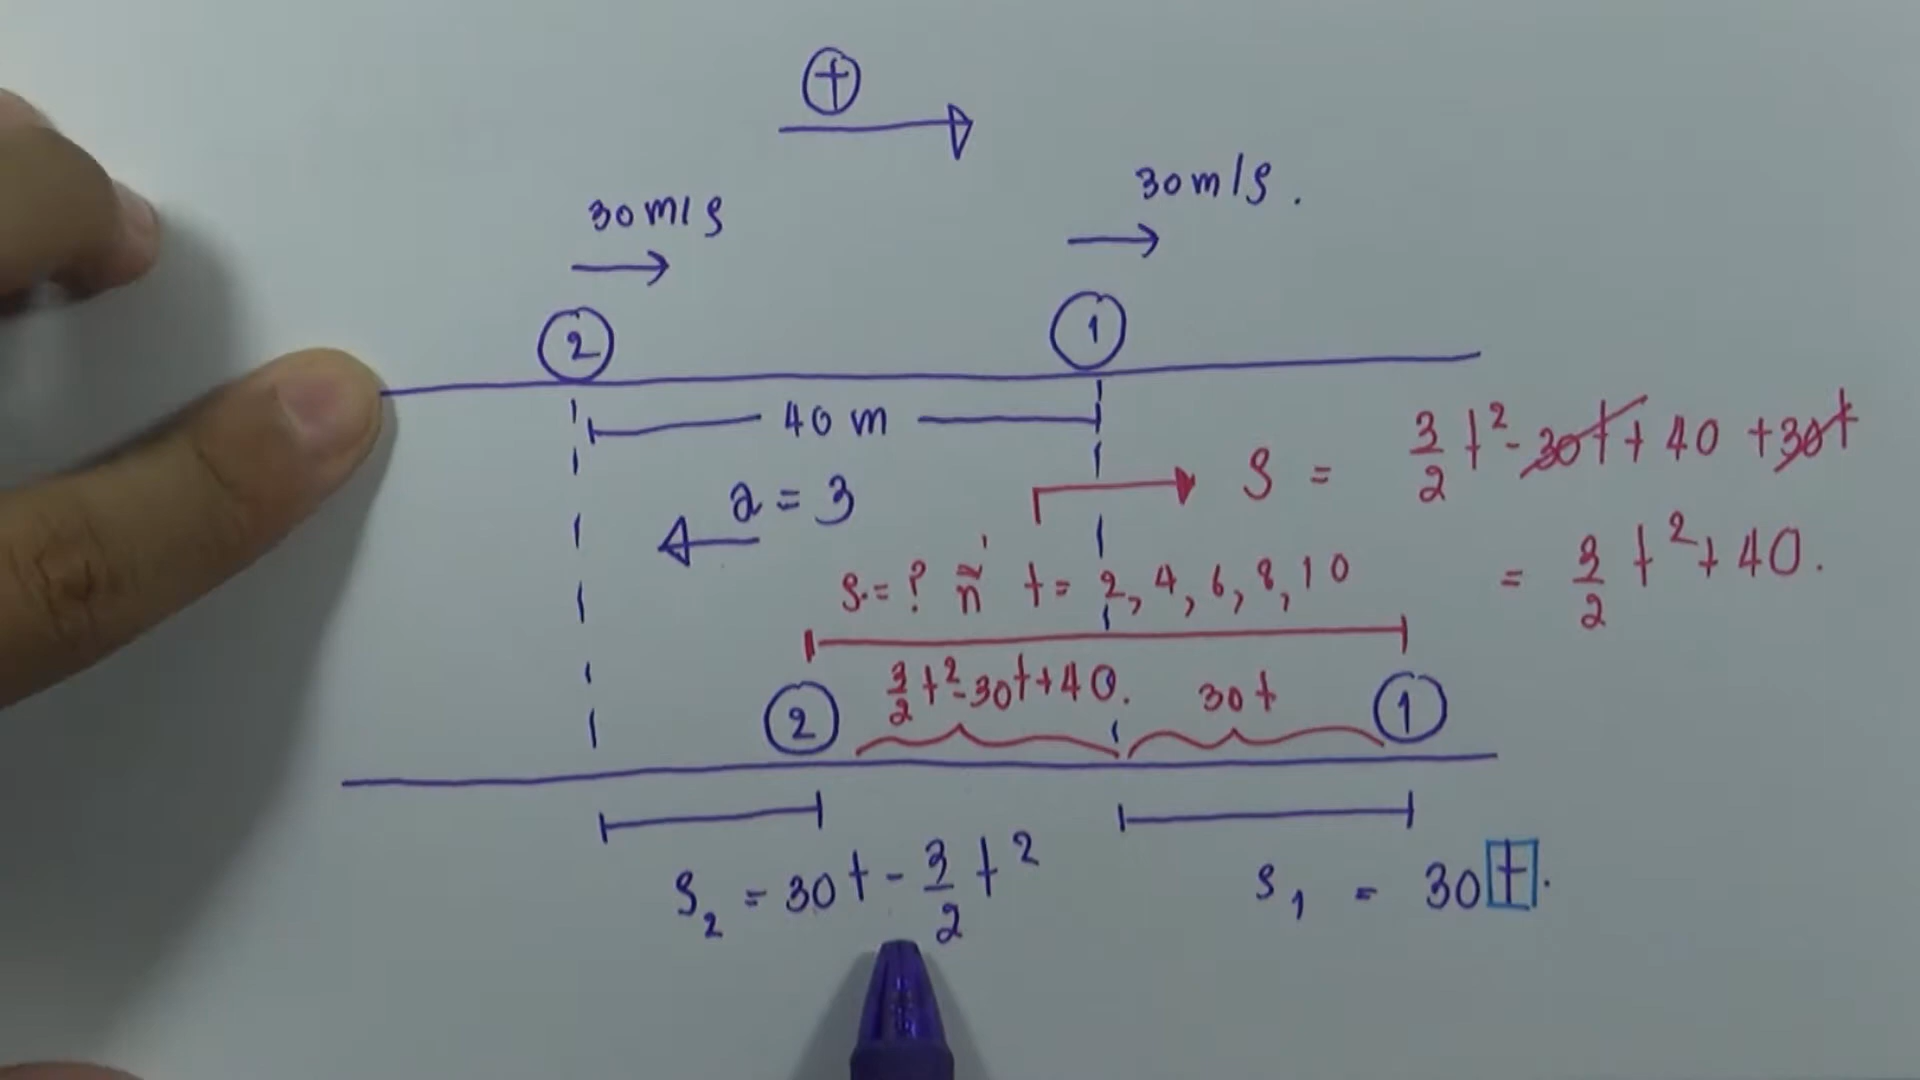 +
30 m/s
30 m/s.
2
1
40 m
a = 3
S = 3/2 t² - 30t + 40 + 30t
= 3/2 t² + 40.
S = ? ที่ t = 2, 4, 6, 8, 10
2
3/2 t² - 30t + 40.
30t
1
S₂ = 30t - 3/2 t²
S₁ = 30t.